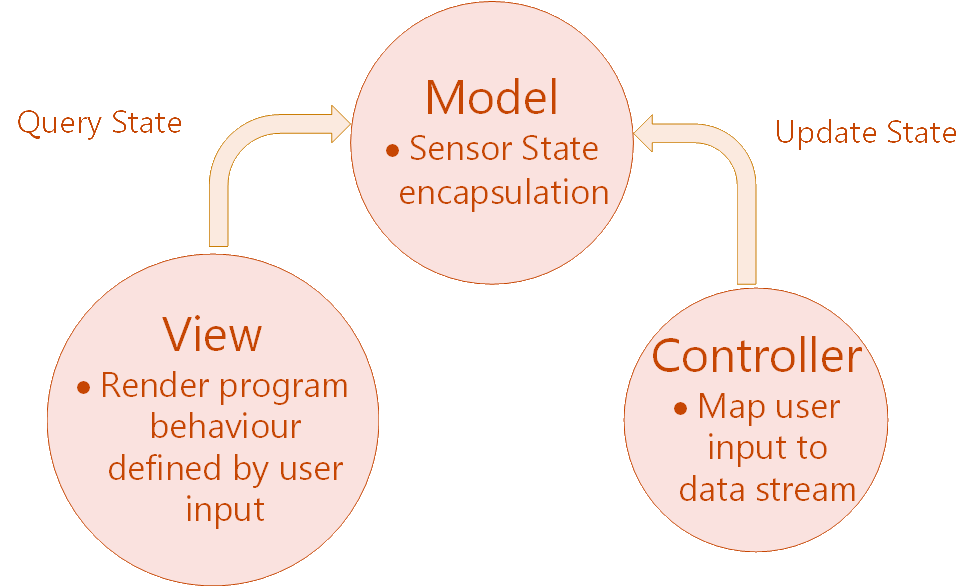 Model
• Sensor State
encapsulation
Query State
Update State
View
• Render program
behaviour
defined by user
input
Controller
• Map user
input to
data stream